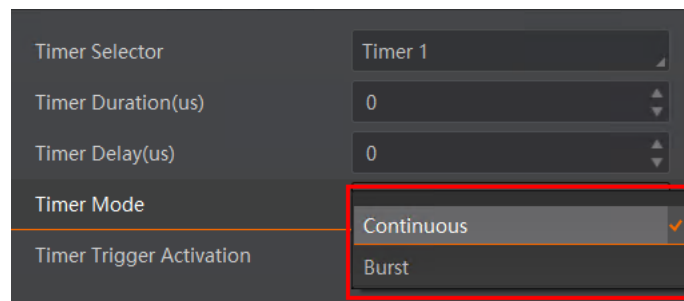 Timer Selector Timer 1
Timer Duration(us) 0
Timer Delay(us) 0
Timer Mode
Continuous
Timer Trigger Activation
Burst